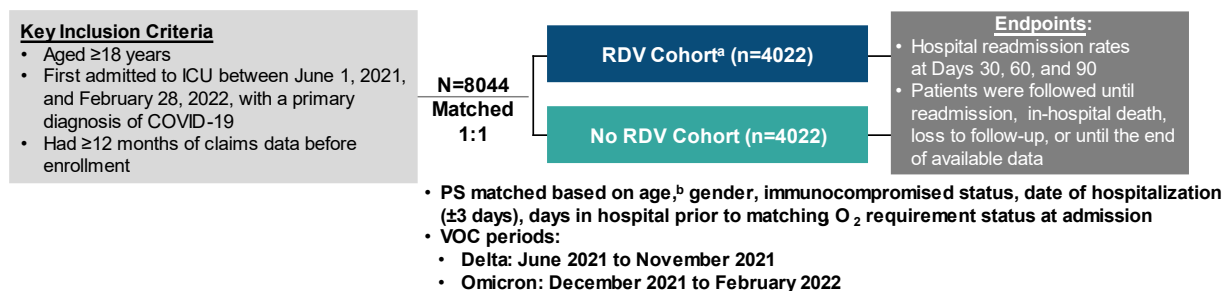 Key Inclusion Criteria
• Aged ≥18 years
• First admitted to ICU between June 1, 2021,
and February 28, 2022, with a primary
diagnosis of COVID-19
• Had ≥12 months of claims data before
enrollment
N=8044
Matched
1:1
RDV Cohortᵃ (n=4022)
No RDV Cohort (n=4022)
Endpoints:
• Hospital readmission rates
at Days 30, 60, and 90
• Patients were followed until
readmission, in-hospital death,
loss to follow-up, or until the end
of available data
• PS matched based on age,ᵇ gender, immunocompromised status, date of hospitalization
(±3 days), days in hospital prior to matching O₂ requirement status at admission
• VOC periods:
• Delta: June 2021 to November 2021
• Omicron: December 2021 to February 2022